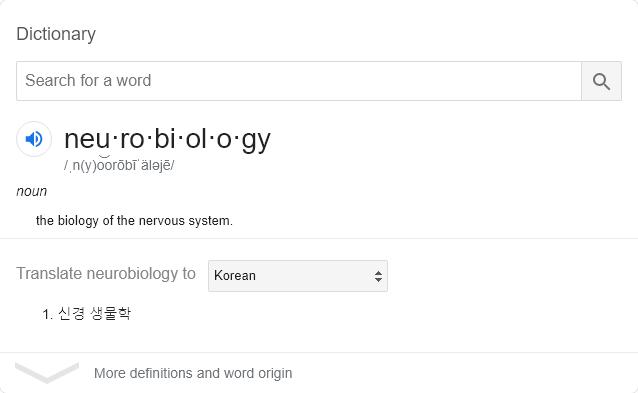 Dictionary
Search for a word
neu·ro·bi·ol·o·gy
/ˌn(y)o͝orōbīˈäləjē/
noun
the biology of the nervous system.
Translate neurobiology to Korean
1. 신경 생물학
More definitions and word origin